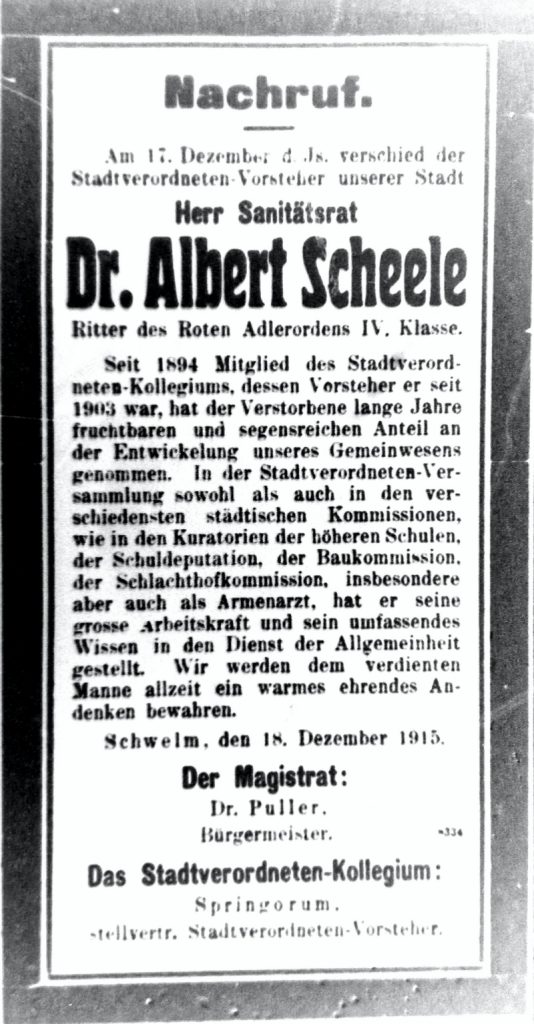 Nachruf.
Am 17. Dezember d. Js. verschied der
Stadtverordneten-Vorsteher unserer Stadt
Herr Sanitätsrat
Dr. Albert Scheele
Ritter des Roten Adlerordens IV. Klasse.
Seit 1894 Mitglied des Stadtverord-
neten-Kollegiums, dessen Vorsteher er seit
1903 war, hat der Verstorbene lange Jahre
fruchtbaren und segensreichen Anteil an
der Entwickelung unseres Gemeinwesens
genommen. In der Stadtverordneten-Ver-
sammlung sowohl als auch in den ver-
schiedensten städtischen Kommissionen,
wie in den Kuratorien der höheren Schulen,
der Schuldeputation, der Baukommission,
der Schlachthofkommission, insbesondere
aber auch als Armenarzt, hat er seine
grosse Arbeitskraft und sein umfassendes
Wissen in den Dienst der Allgemeinheit
gestellt. Wir werden dem verdienten
Manne allzeit ein warmes ehrendes An-
denken bewahren.
Schwelm, den 18. Dezember 1915.
Der Magistrat:
Dr. Puller,
Bürgermeister.
Das Stadtverordneten-Kollegium:
Springorum,
stellvertr. Stadtverordneten-Vorsteher.